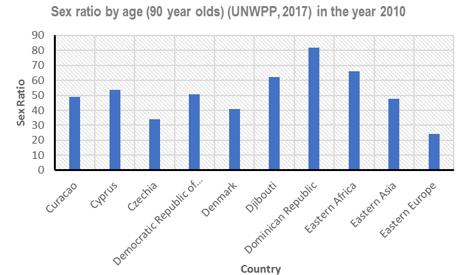 Sex ratio by age (90 year olds) (UNWPP, 2017) in the year 2010
90
80
70
60
50
40
30
20
10
0
Sex Ratio
Curacao
Cyprus
Czechia
Democratic Republic of...
Denmark
Djibouti
Dominican Republic
Eastern Africa
Eastern Asia
Eastern Europe
Country